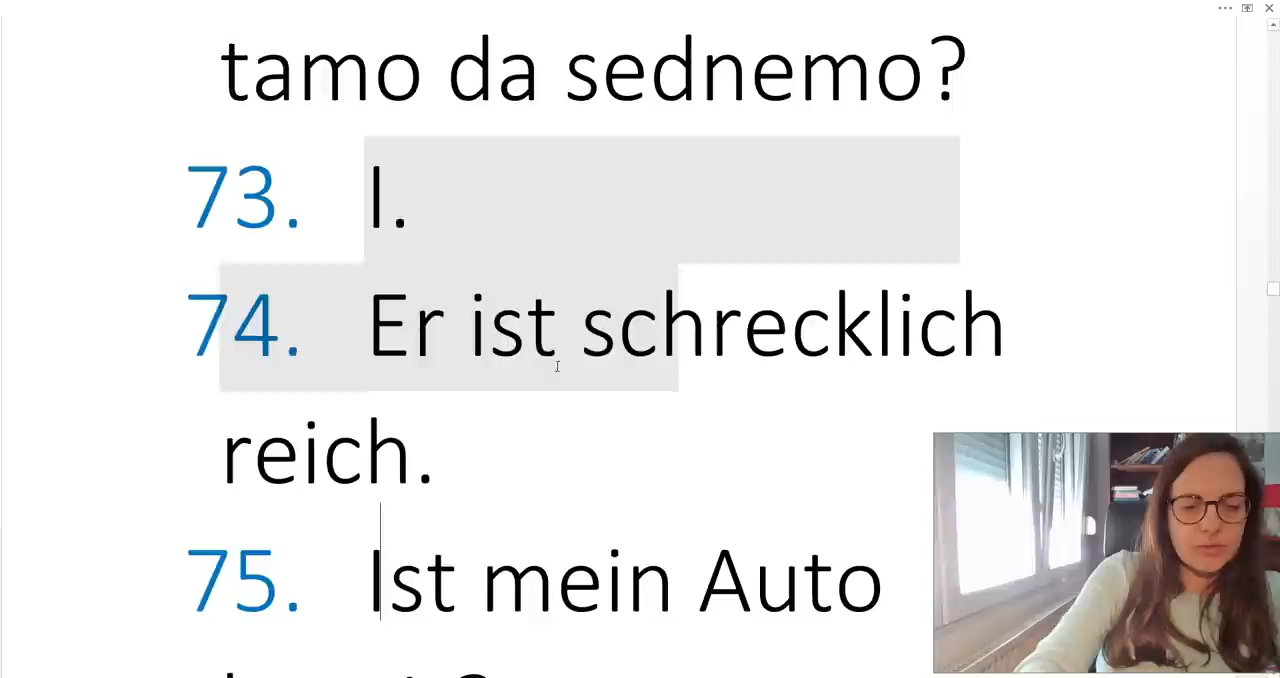 tamo da sednemo?
73. I.
74. Er ist schrecklich
reich.
75. Ist mein Auto